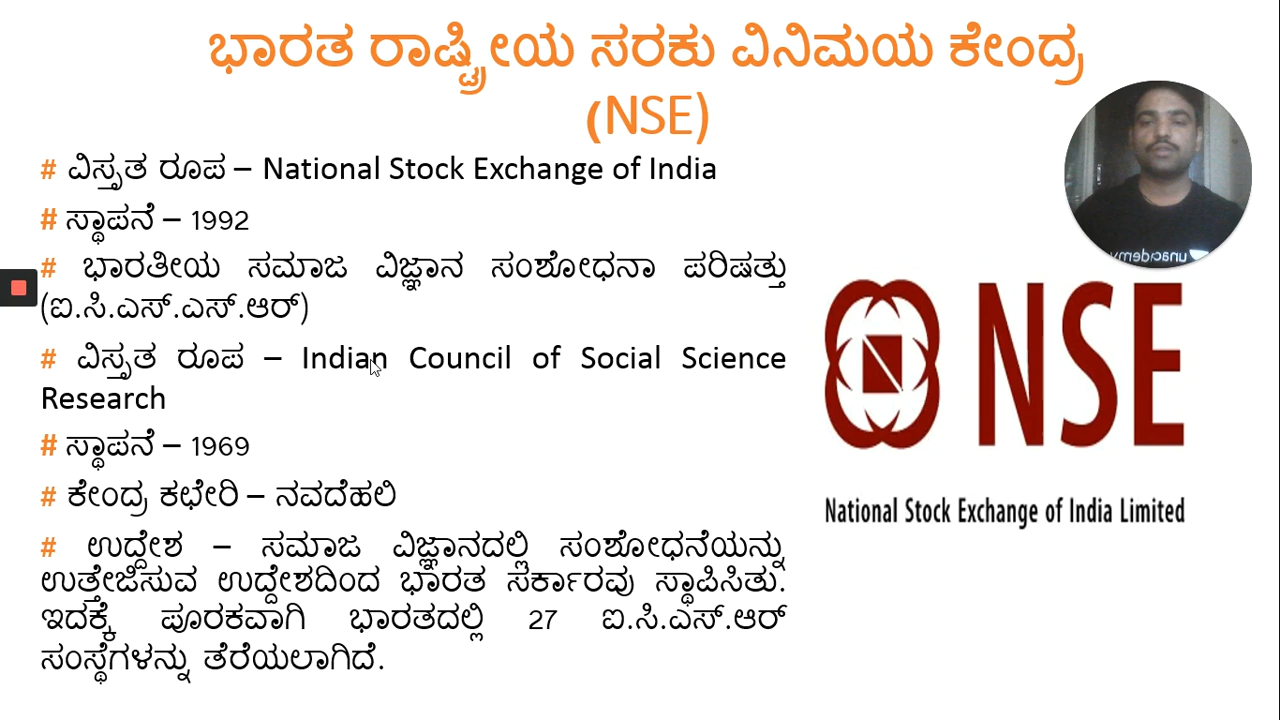 ಭಾರತ ರಾಷ್ಟ್ರೀಯ ಸರಕು ವಿನಿಮಯ ಕೇಂದ್ರ
(NSE)
# ವಿಸ್ತೃತ ರೂಪ – National Stock Exchange of India
# ಸ್ಥಾಪನೆ – 1992
# ಭಾರತೀಯ ಸಮಾಜ ವಿಜ್ಞಾನ ಸಂಶೋಧನಾ ಪರಿಷತ್ತು
(ಐ.ಸಿ.ಎಸ್.ಎಸ್.ಆರ್)
# ವಿಸ್ತೃತ ರೂಪ – Indian Council of Social Science
Research
# ಸ್ಥಾಪನೆ – 1969
# ಕೇಂದ್ರ ಕಛೇರಿ – ನವದೆಹಲಿ
# ಉದ್ದೇಶ – ಸಮಾಜ ವಿಜ್ಞಾನದಲ್ಲಿ ಸಂಶೋಧನೆಯನ್ನು
ಉತ್ತೇಜಿಸುವ ಉದ್ದೇಶದಿಂದ ಭಾರತ ಸರ್ಕಾರವು ಸ್ಥಾಪಿಸಿತು.
ಇದಕ್ಕೆ ಪೂರಕವಾಗಿ ಭಾರತದಲ್ಲಿ 27 ಐ.ಸಿ.ಎಸ್.ಆರ್
ಸಂಸ್ಥೆಗಳನ್ನು ತೆರೆಯಲಾಗಿದೆ.
unacademy
NSE
National Stock Exchange of India Limited